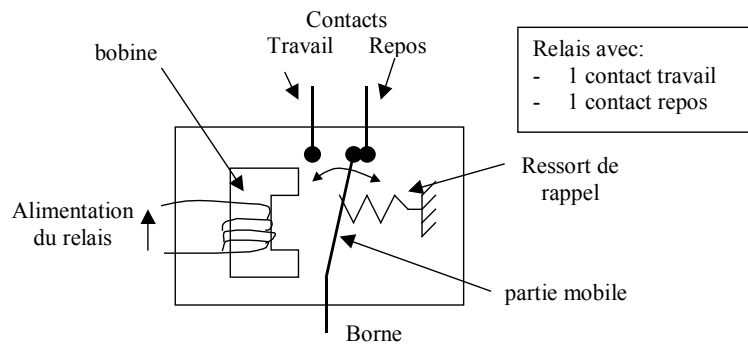 Contacts
Travail Repos
bobine
Relais avec:
- 1 contact travail
- 1 contact repos
Ressort de
rappel
Alimentation
du relais
partie mobile
Borne